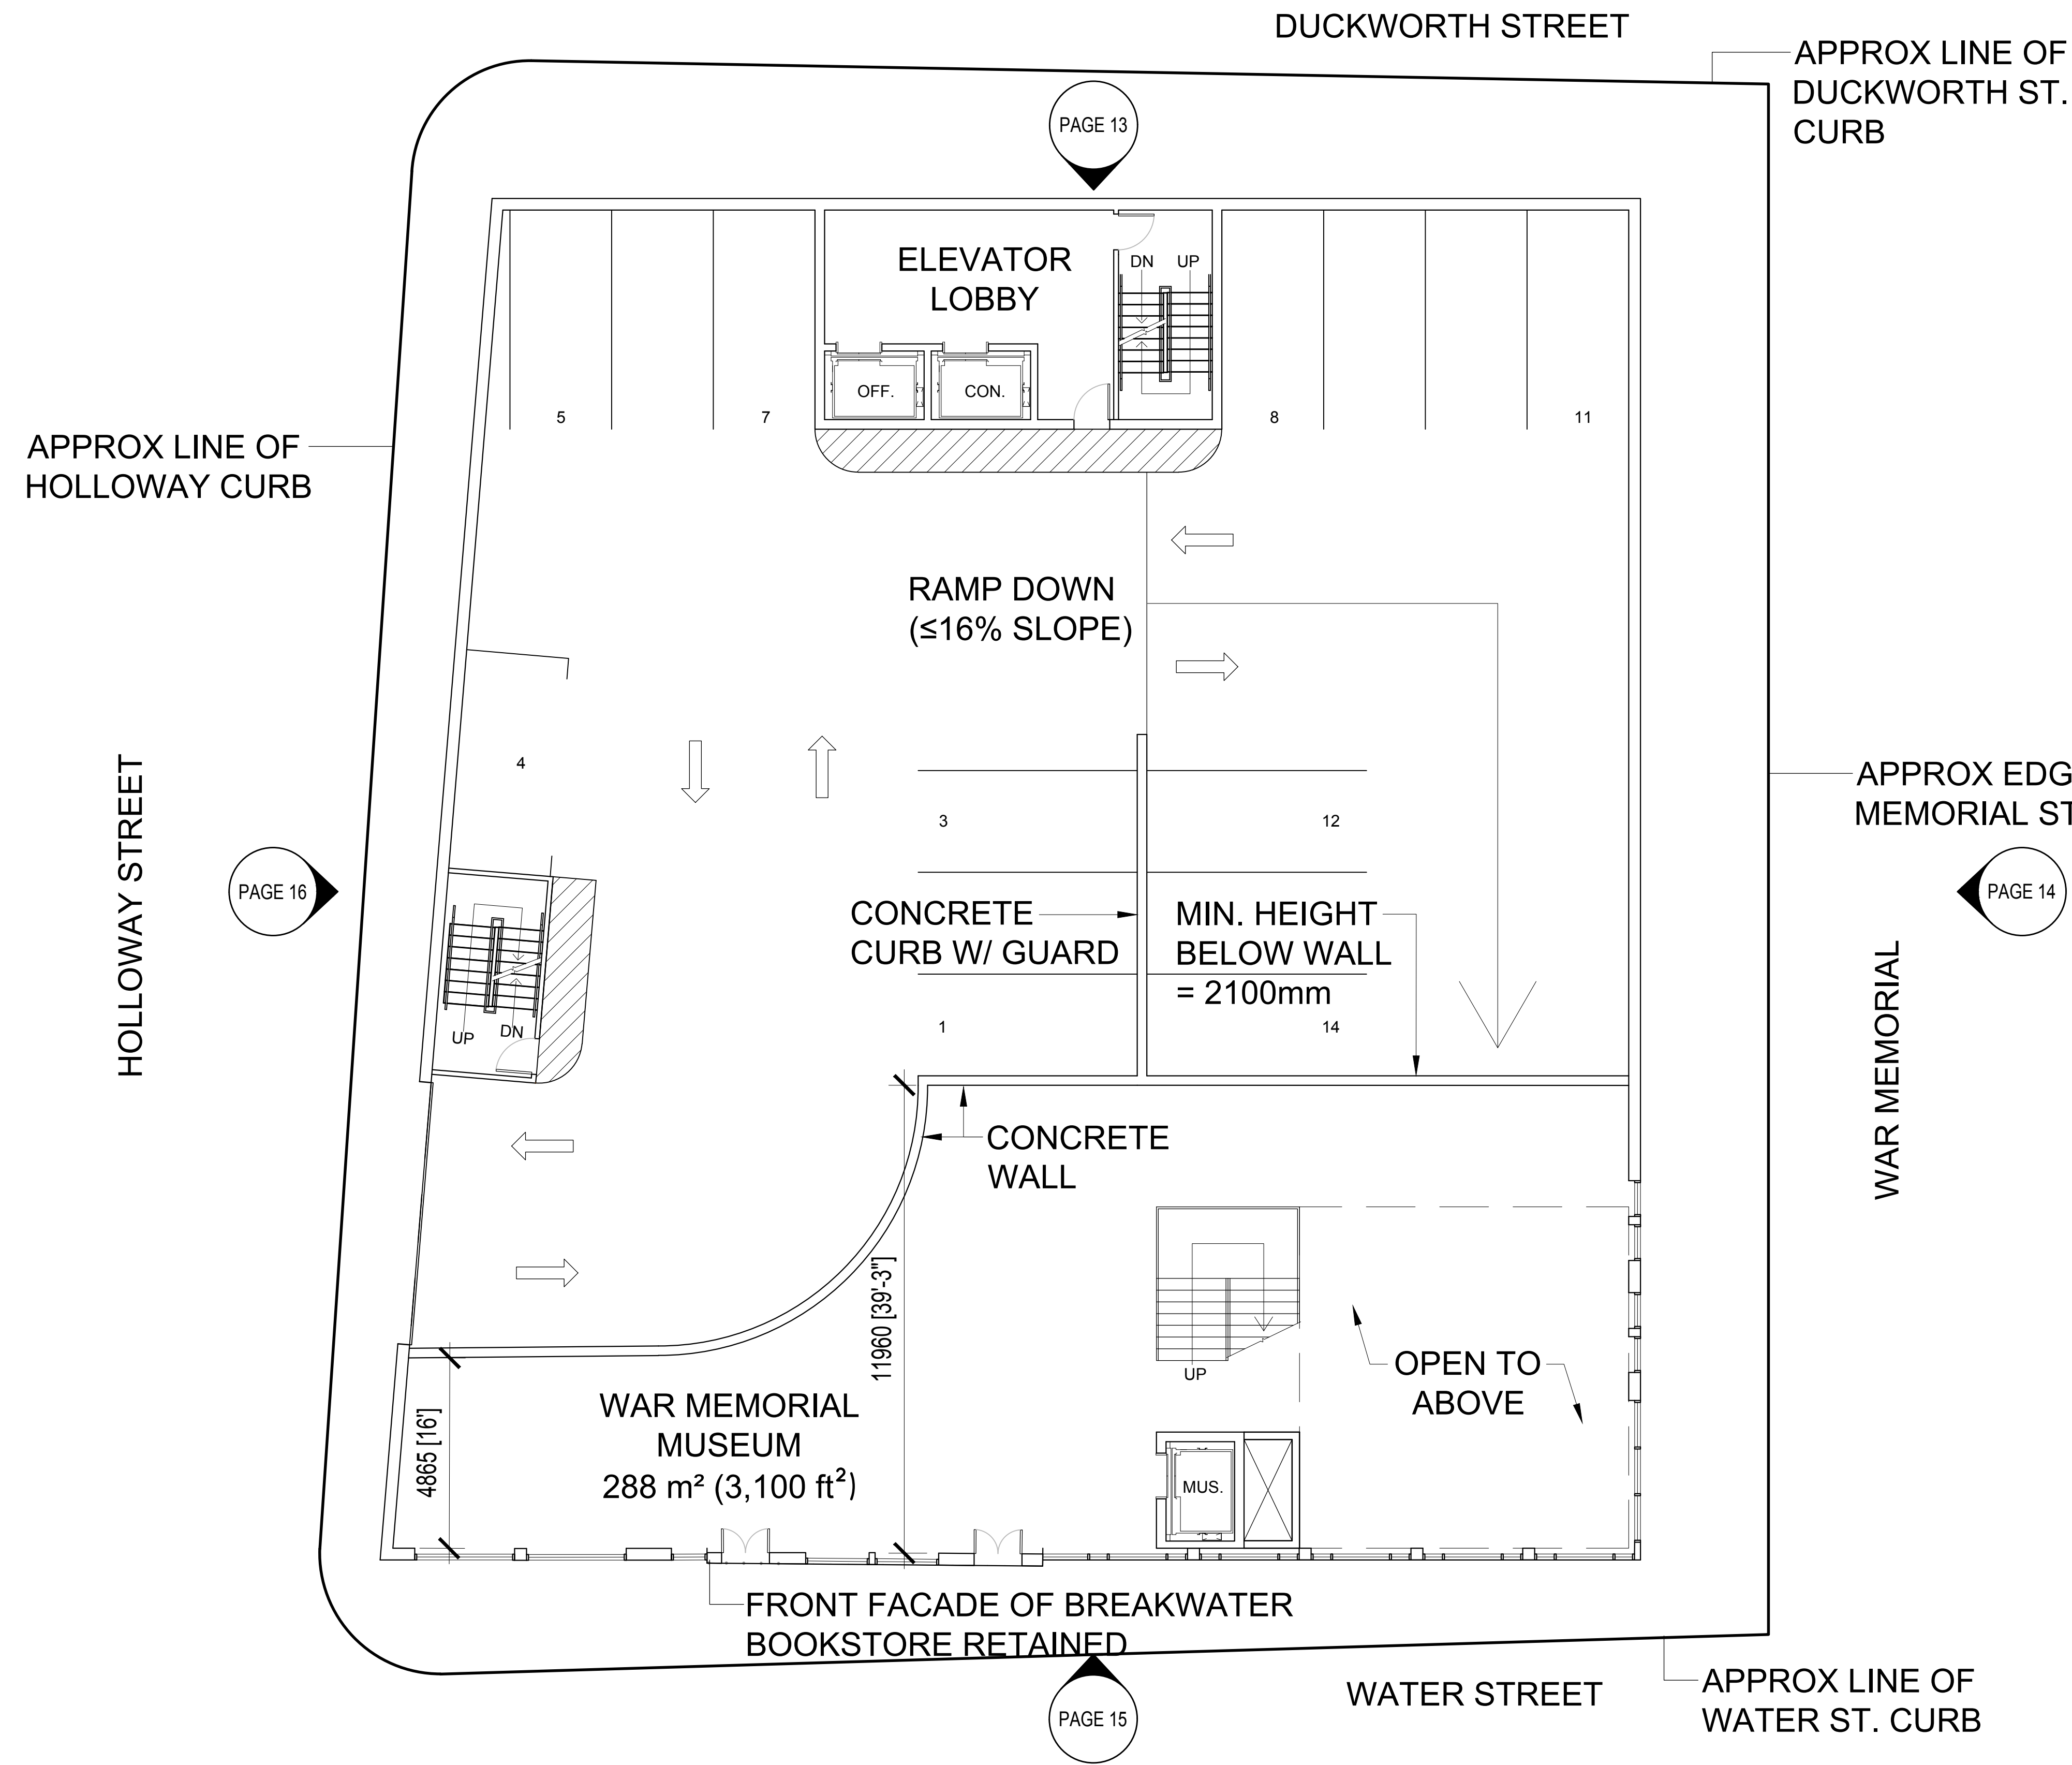 DUCKWORTH STREET
APPROX LINE OF
DUCKWORTH ST.
CURB
PAGE 13
ELEVATOR
LOBBY
DN UP
OFF. CON.
5 7 8 11
APPROX LINE OF
HOLLOWAY CURB
RAMP DOWN
(≤16% SLOPE)
HOLLOWAY STREET
4
3 12
APPROX EDG
MEMORIAL ST
PAGE 16
PAGE 14
CONCRETE
CURB W/ GUARD
MIN. HEIGHT
BELOW WALL
= 2100mm
WAR MEMORIAL
UP DN
1 14
CONCRETE
WALL
11960 [39'-3"]
UP
OPEN TO
ABOVE
4865 [16']
WAR MEMORIAL
MUSEUM
288 m² (3,100 ft²)
MUS.
FRONT FACADE OF BREAKWATER
BOOKSTORE RETAINED
WATER STREET
PAGE 15
APPROX LINE OF
WATER ST. CURB